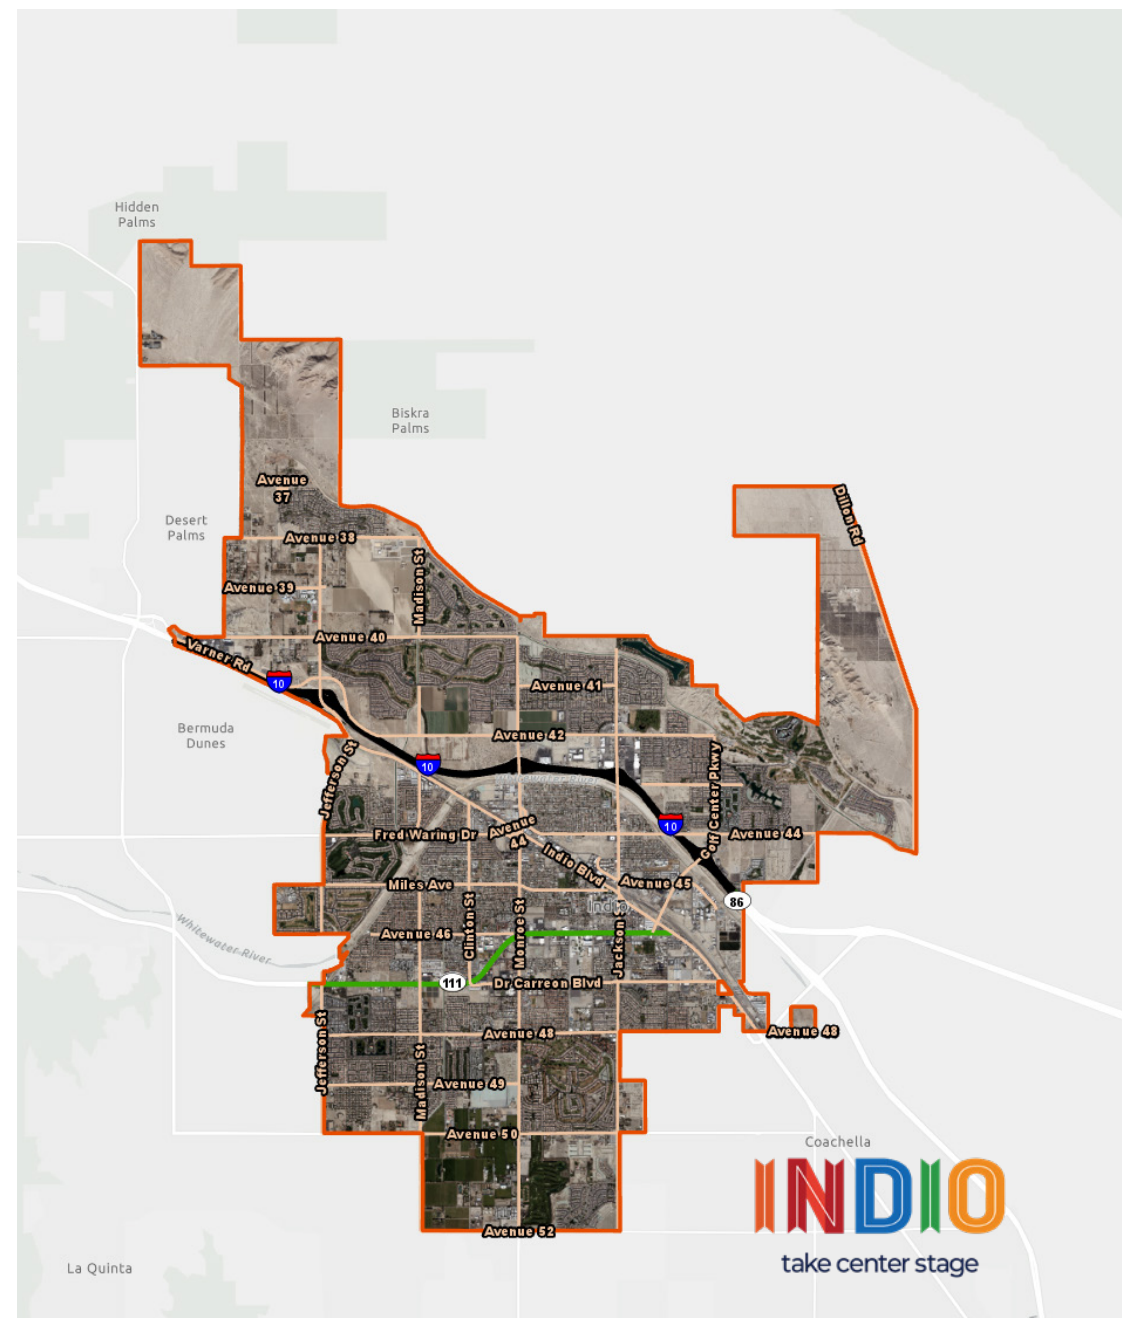 Hidden
Palms
Biskra
Palms
Avenue
37
Dillon Rd
Desert
Palms
Avenue 38
Madison St
Avenue 39
Avenue 40
Varner Rd
10
Avenue 41
Bermuda
Dunes
Avenue 42
Jefferson St
10
Whitewater River
Golf Center Pkwy
10
Fred Waring Dr
Avenue
44
Avenue 44
Indio Blvd
Miles Ave
Avenue 45
86
Clinton St
Monroe St
Indio
Jackson St
Whitewater River
Avenue 46
111
Dr Carreon Blvd
Jefferson St
Avenue 48
Avenue 48
Madison St
Avenue 49
Avenue 50
Coachella
INDIO
take center stage
Avenue 52
La Quinta